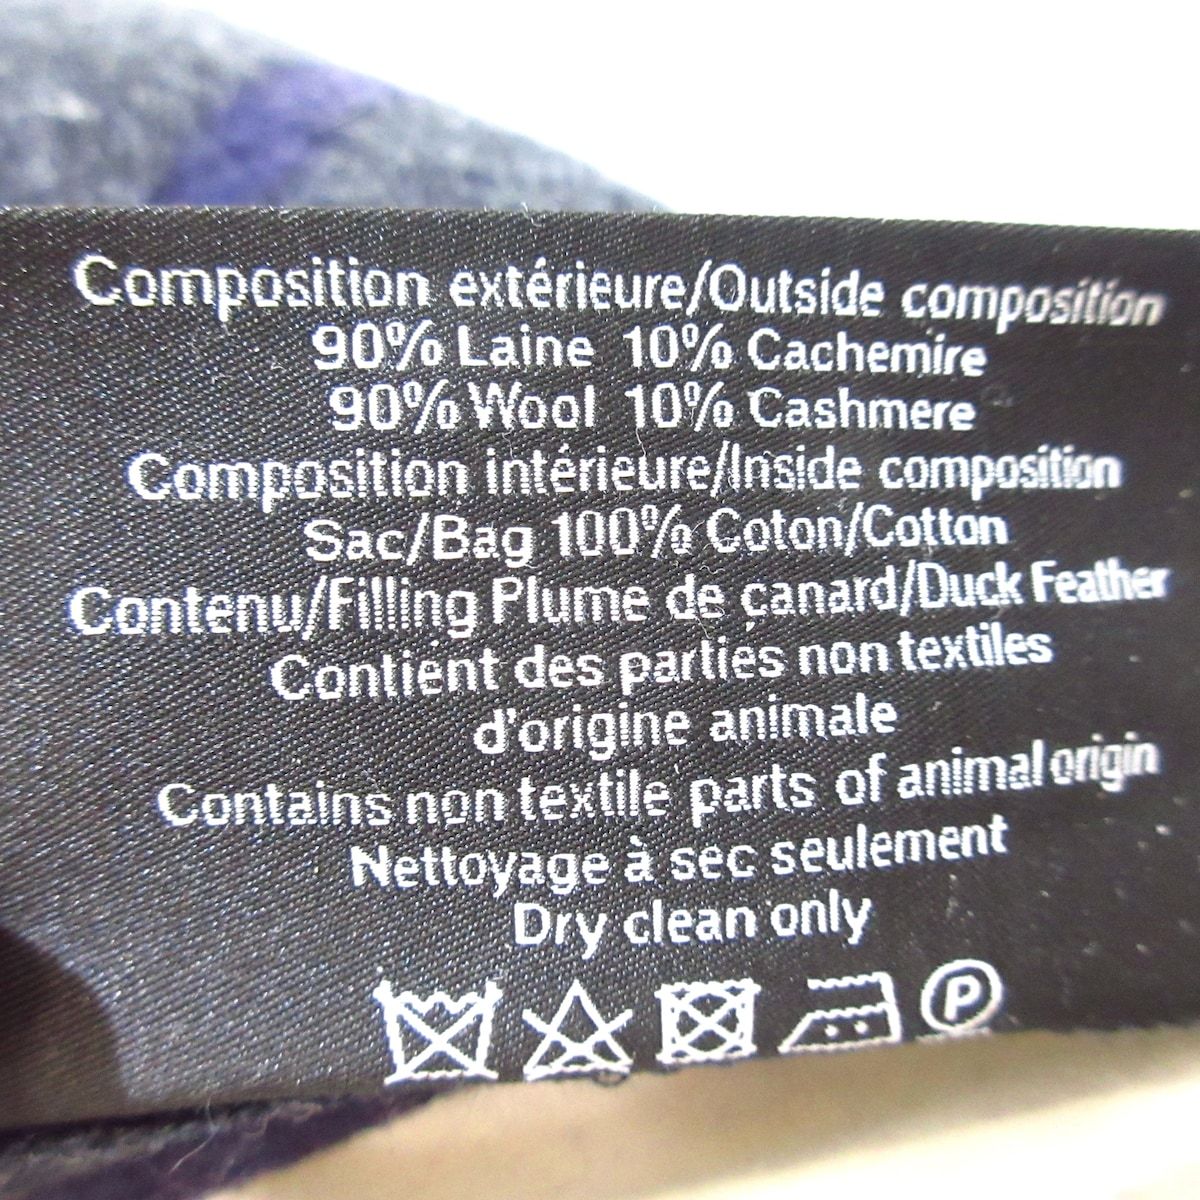 Composition extérieure/Outside composition
90% Laine 10% Cachemire
90% Wool 10% Cashmere
Composition intérieure/Inside composition
Sac/Bag 100% Coton/Cotton
Contenu/Filling Plume de canard/Duck Feather
Contient des parties non textiles
d'origine animale
Contains non textile parts of animal origin
Nettoyage à sec seulement
Dry clean only
P